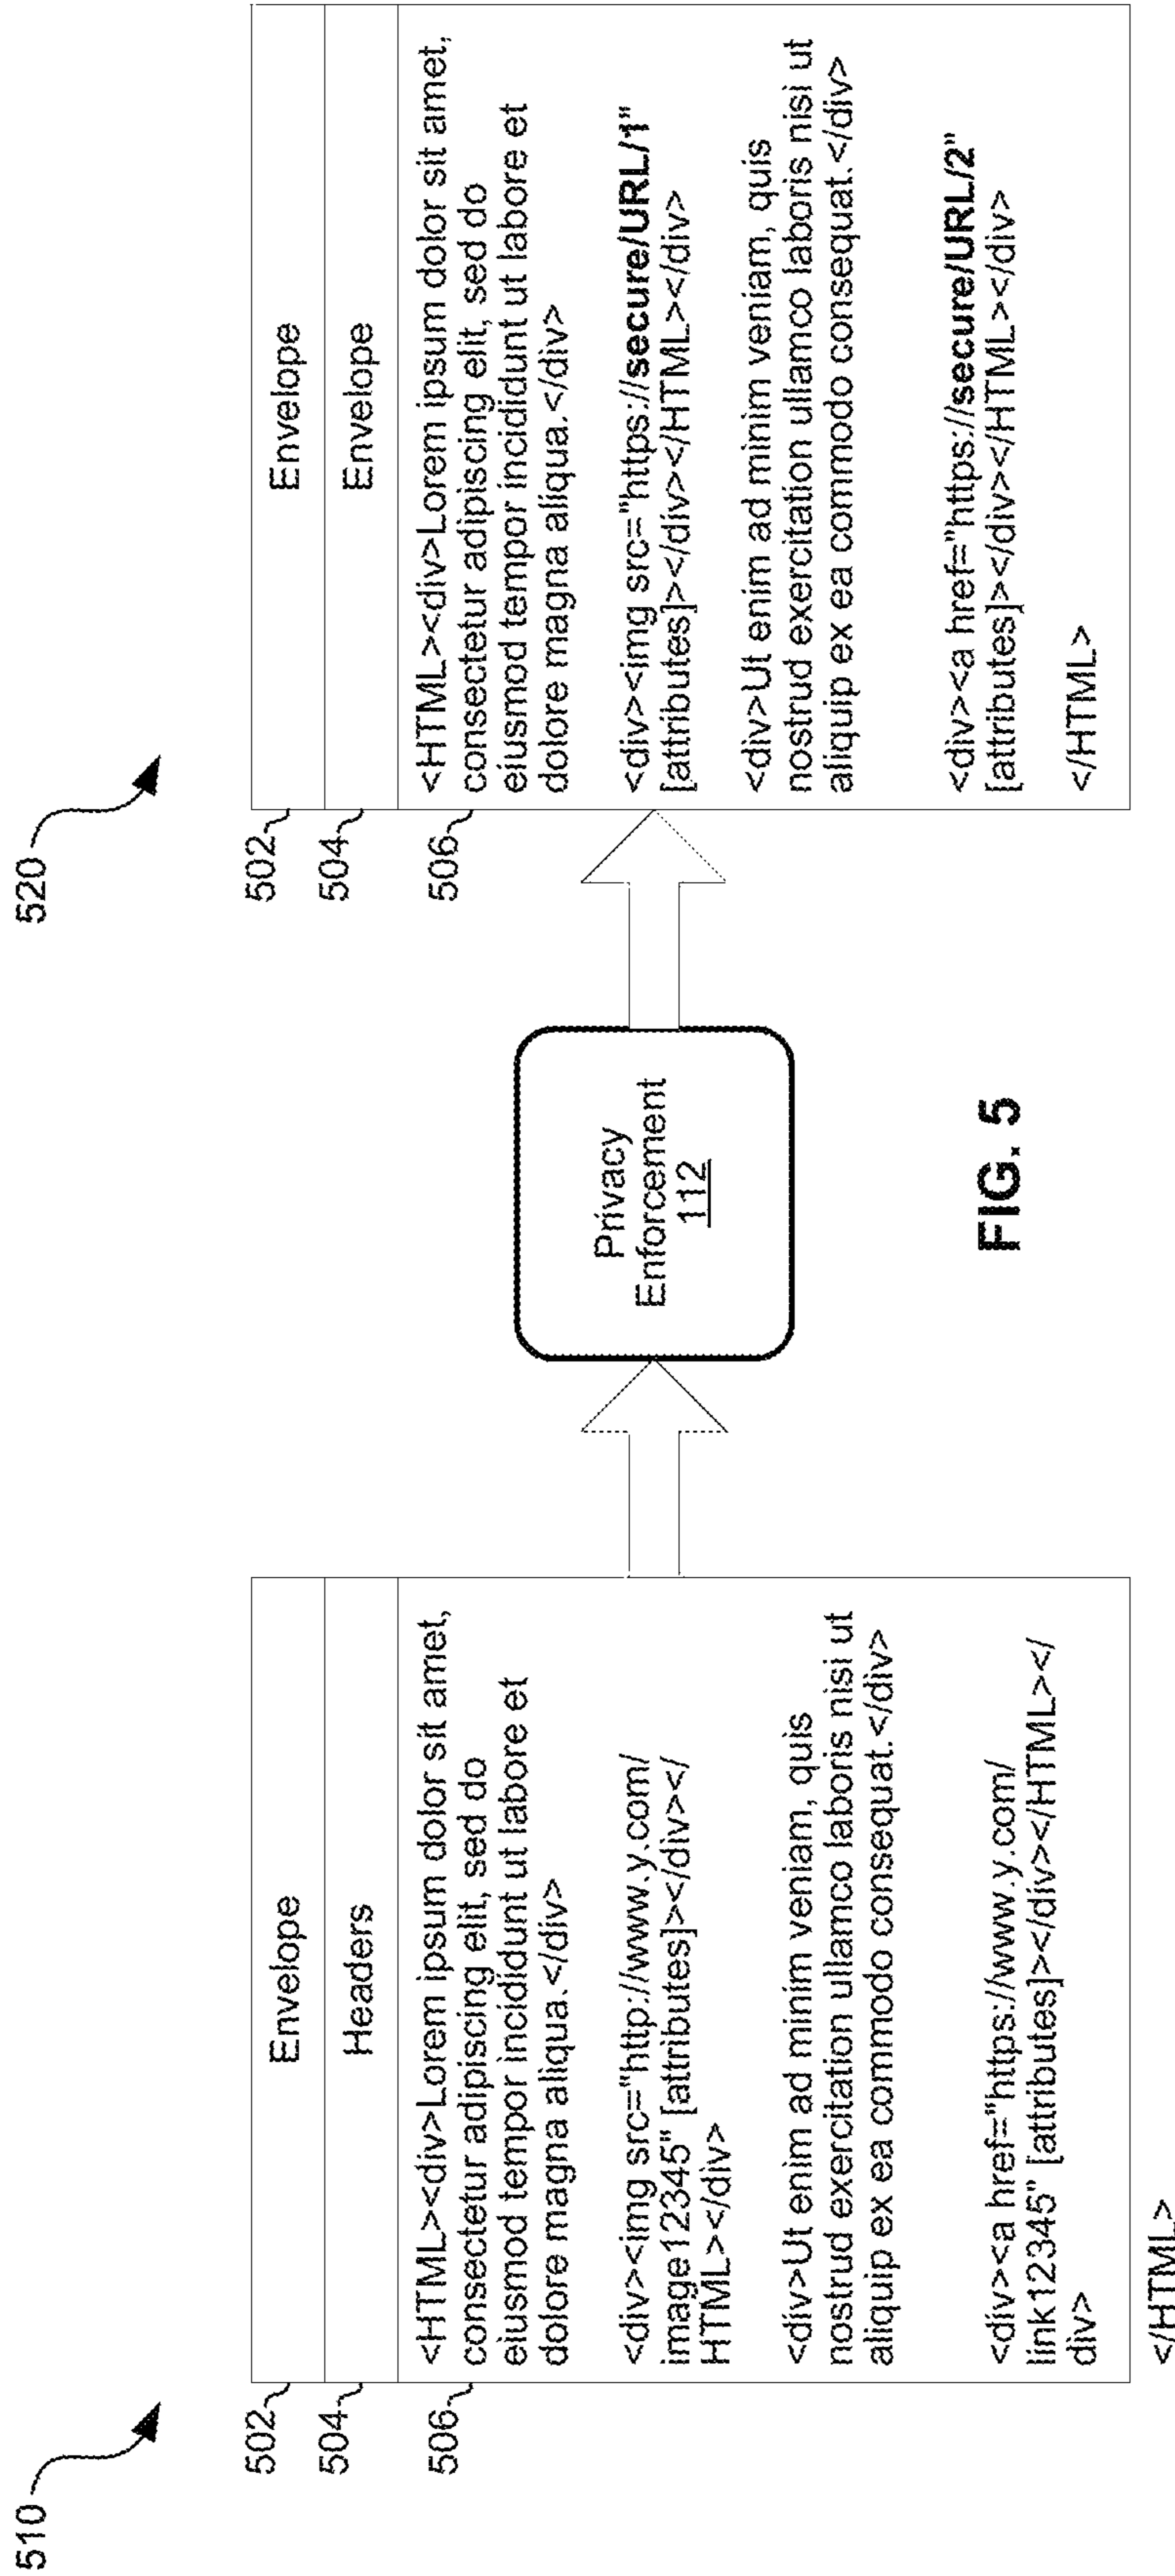 510
502
504
506
Envelope
Headers
<HTML><div>Lorem ipsum dolor sit amet,
consectetur adipiscing elit, sed do
eiusmod tempor incididunt ut labore et
dolore magna aliqua.</div>
<div><img src="http://www.y.com/
image12345" [attributes]></div></
HTML></div>
<div>Ut enim ad minim veniam, quis
nostrud exercitation ullamco laboris nisi ut
aliquip ex ea commodo consequat.</div>
<div><a href="https://www.y.com/
link12345" [attributes]></div></HTML></
div>
</HTML>
Privacy
Enforcement
112
520
502
504
506
Envelope
Envelope
<HTML><div>Lorem ipsum dolor sit amet,
consectetur adipiscing elit, sed do
eiusmod tempor incididunt ut labore et
dolore magna aliqua.</div>
<div><img src="https://secure/URL/1"
[attributes]></div></HTML></div>
<div>Ut enim ad minim veniam, quis
nostrud exercitation ullamco laboris nisi ut
aliquip ex ea commodo consequat.</div>
<div><a href="https://secure/URL/2"
[attributes]></div></HTML></div>
</HTML>
FIG. 5